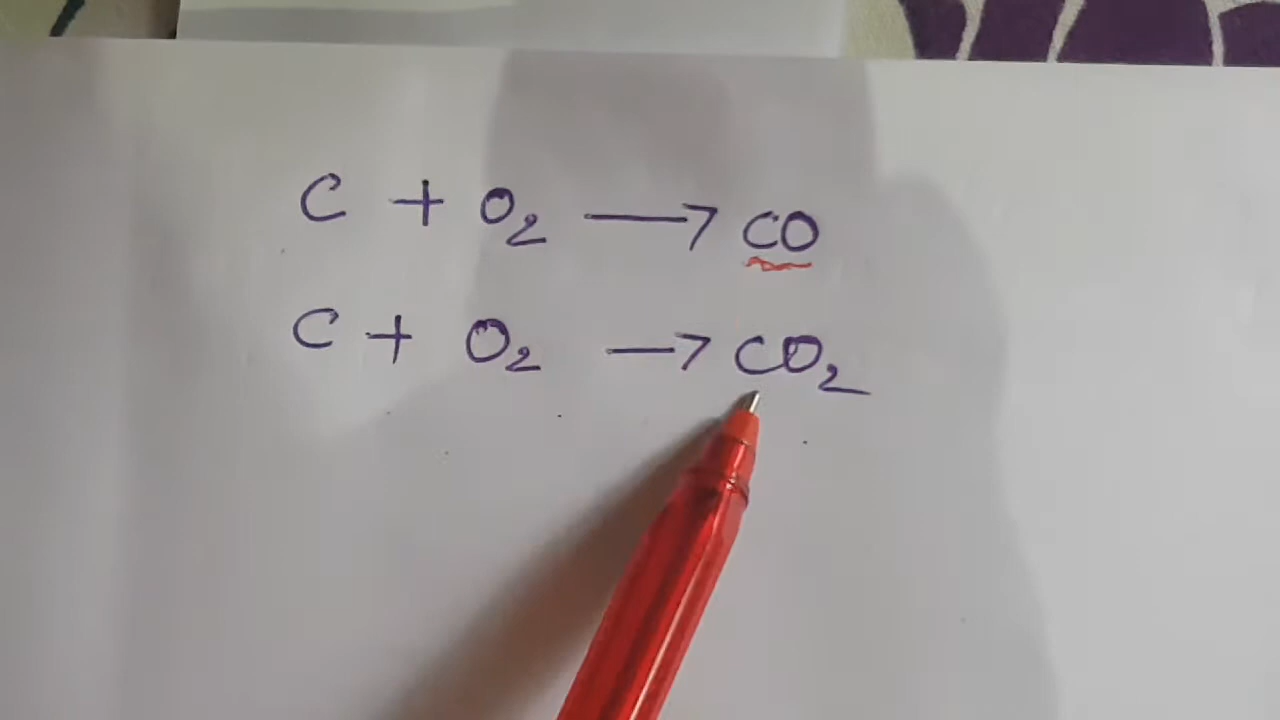 C + O₂ ⟶ CO
C + O₂ ⟶ CO₂